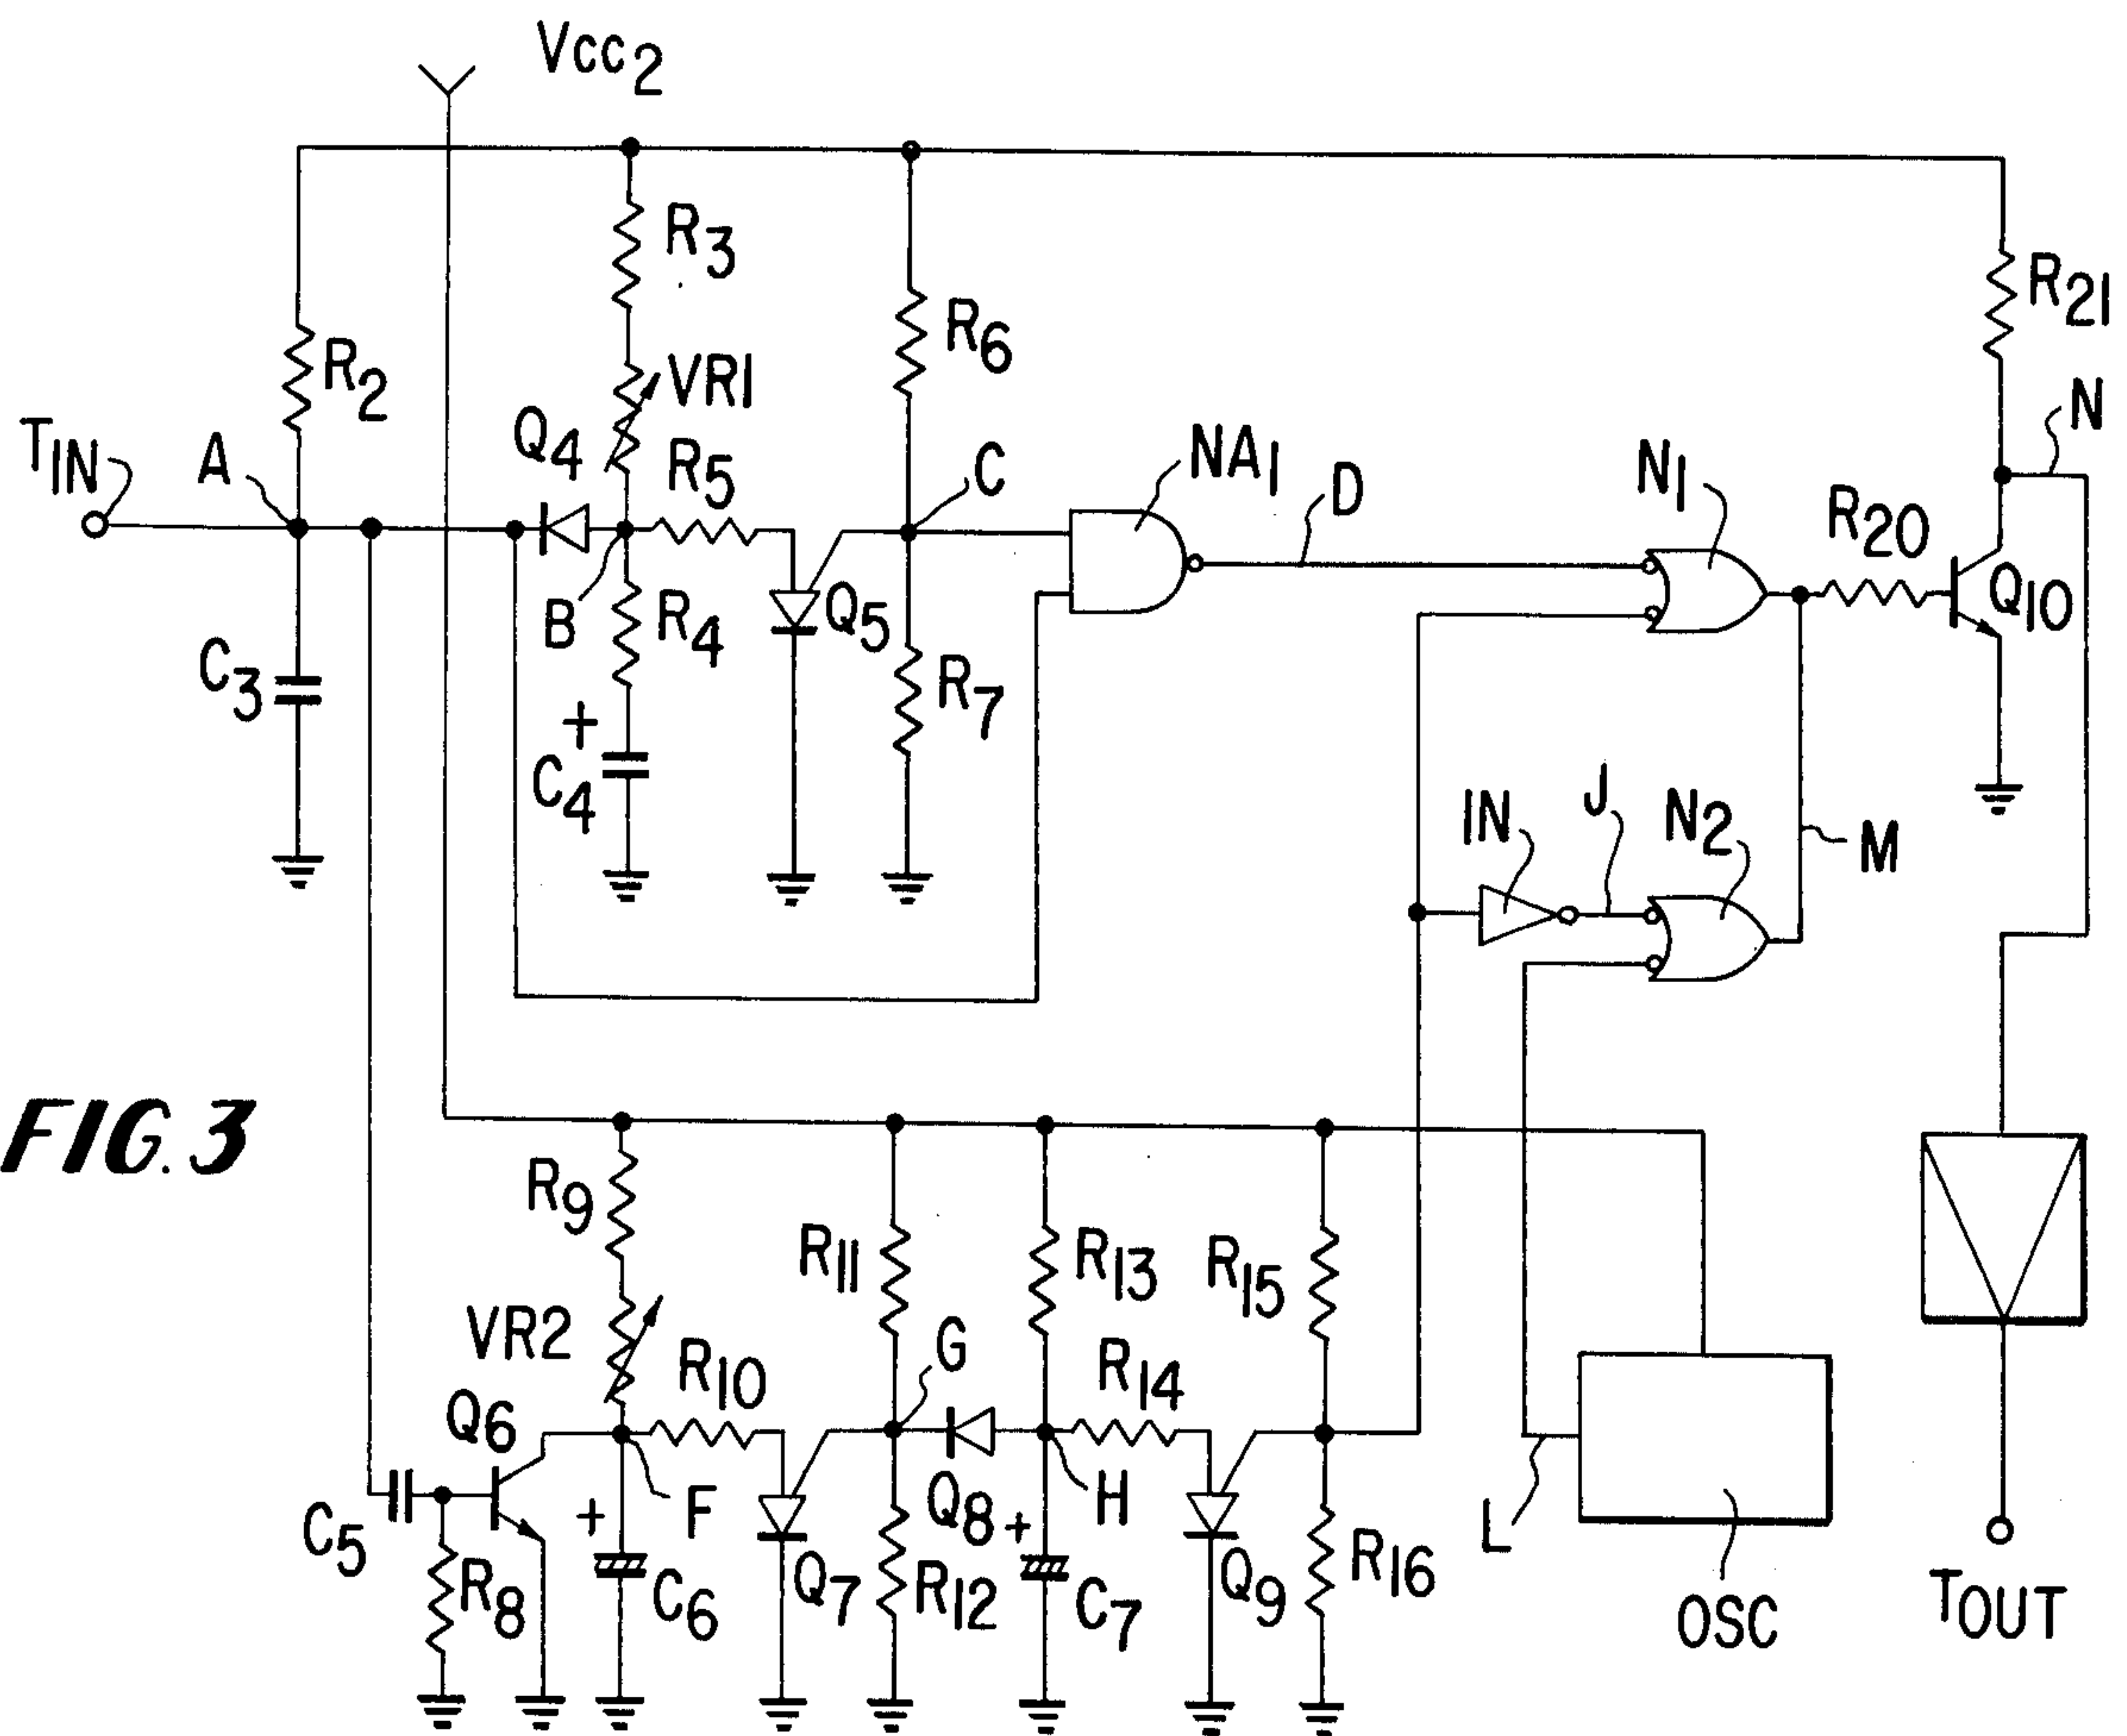 Vcc2
R3
R21
R6
R2
VR1
N
Q4
R5
TIN
A
C
NA1
D
N1
R20
B
R4
Q5
Q10
C3
R7
C4
IN
J
N2
M
FIG. 3
R9
R11
R13
R15
VR2
R10
G
R14
Q6
F
Q8
H
L
C5
R8
C6
Q7
R12
C7
Q9
R16
OSC
TOUT
+
+
+